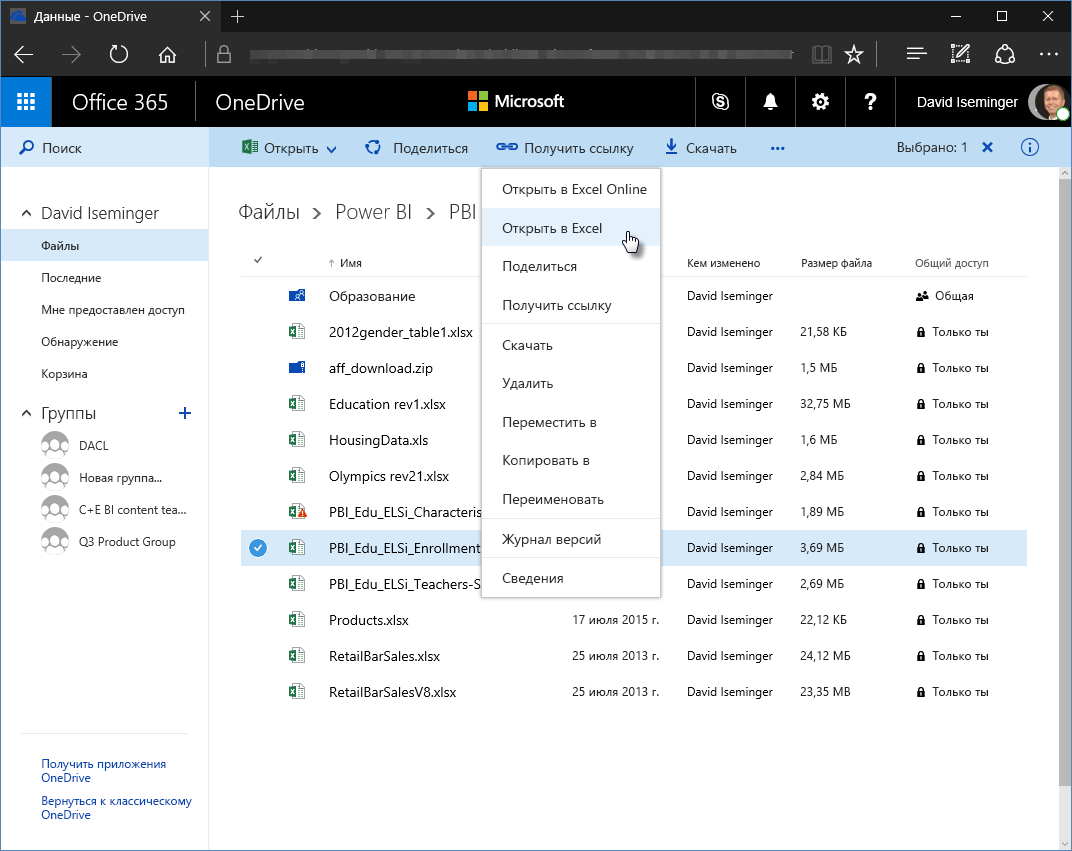 Данные - OneDrive
Office 365 OneDrive Microsoft ? David Iseminger
Поиск Открыть Поделиться Получить ссылку Скачать ... Выбрано: 1
David Iseminger
Файлы
Последние
Мне предоставлен доступ
Обнаружение
Корзина
Группы +
DACL
Новая группа...
C+E BI content tea...
Q3 Product Group
Получить приложения
OneDrive
Вернуться к классическому
OneDrive
Файлы > Power BI > PBI
Имя Кем изменено Размер файла Общий доступ
Образование David Iseminger Общая
2012gender_table1.xlsx David Iseminger 21,58 КБ Только ты
aff_download.zip David Iseminger 1,5 МБ Только ты
Education rev1.xlsx David Iseminger 32,75 МБ Только ты
HousingData.xls David Iseminger 1,6 МБ Только ты
Olympics rev21.xlsx David Iseminger 2,84 МБ Только ты
PBI_Edu_ELSi_Characteris David Iseminger 1,89 МБ Только ты
PBI_Edu_ELSi_Enrollment David Iseminger 3,69 МБ Только ты
PBI_Edu_ELSi_Teachers-S David Iseminger 2,69 МБ Только ты
Products.xlsx 17 июля 2015 г. David Iseminger 22,12 КБ Только ты
RetailBarSales.xlsx 25 июля 2013 г. David Iseminger 24,12 МБ Только ты
RetailBarSalesV8.xlsx 25 июля 2013 г. David Iseminger 23,35 МВ Только ты
Открыть в Excel Online
Открыть в Excel
Поделиться
Получить ссылку
Скачать
Удалить
Переместить в
Копировать в
Переименовать
Журнал версий
Сведения